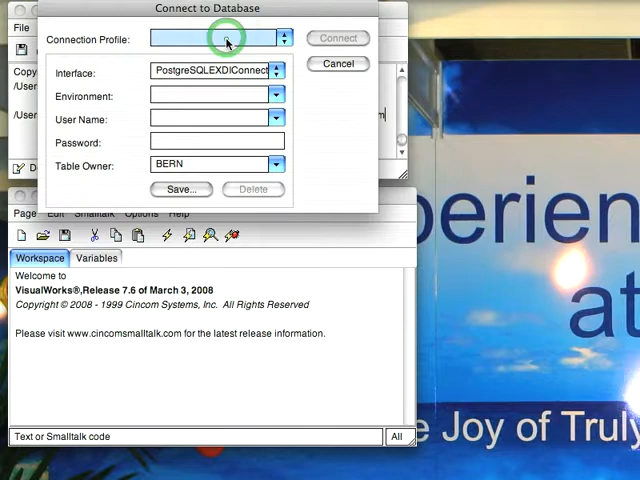 Connect to Database
File
Connection Profile:
Connect
Cancel
Interface: PostgreSQLEXDIConnect
Environment:
User Name:
Password:
Table Owner: BERN
Save... Delete
Copy
/User
/User
Page Edit Smalltalk Options Help
Workspace Variables
Welcome to
VisualWorks®,Release 7.6 of March 3, 2008
Copyright © 2008 - 1999 Cincom Systems, Inc. All Rights Reserved
Please visit www.cincomsmalltalk.com for the latest release information.
Text or Smalltalk code All
perien
at
e Joy of Truly